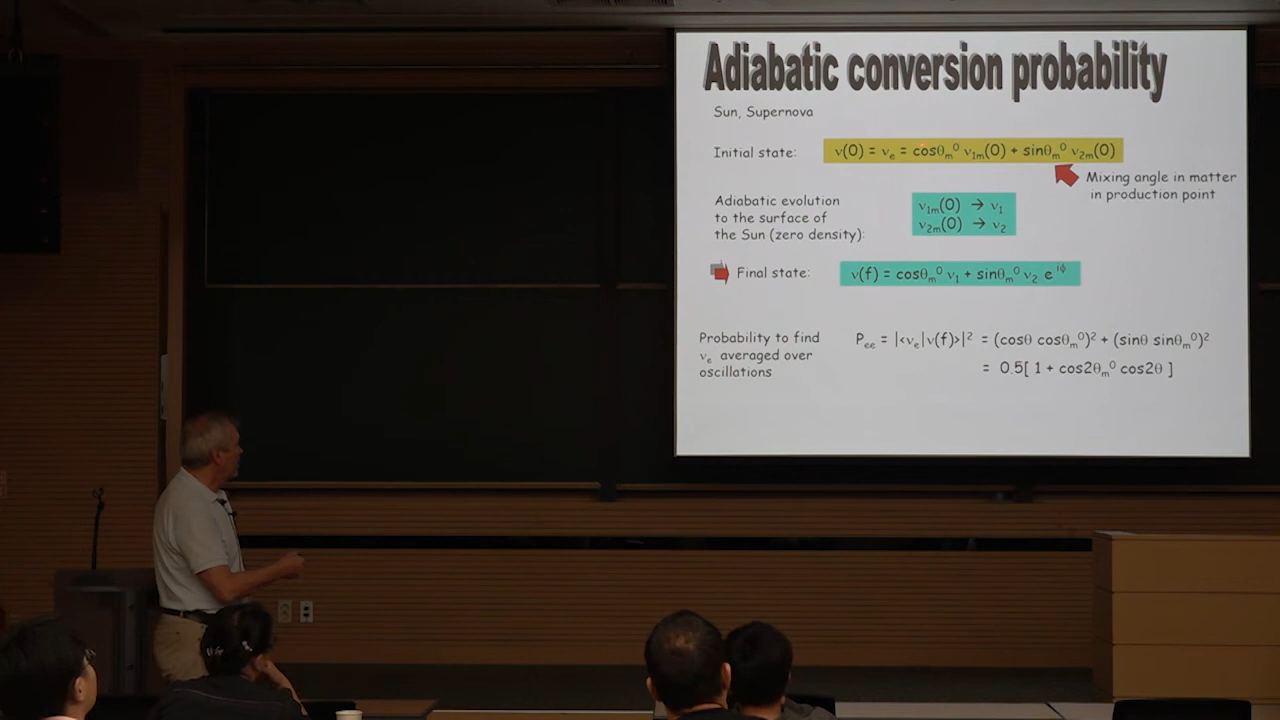 Adiabatic conversion probability
Sun, Supernova
Initial state: ν(0) = νₑ = cosθₘ⁰ ν₁ₘ(0) + sinθₘ⁰ ν₂ₘ(0)
Mixing angle in matter
in production point
Adiabatic evolution
to the surface of
the Sun (zero density):
ν₁ₘ(0) → ν₁
ν₂ₘ(0) → ν₂
Final state: ν(f) = cosθₘ⁰ ν₁ + sinθₘ⁰ ν₂ e^{iϕ}
Probability to find
νₑ averaged over
oscillations
Pₑₑ = |<νₑ|ν(f)>|² = (cosθ cosθₘ⁰)² + (sinθ sinθₘ⁰)²
= 0.5[ 1 + cos2θₘ⁰ cos2θ ]